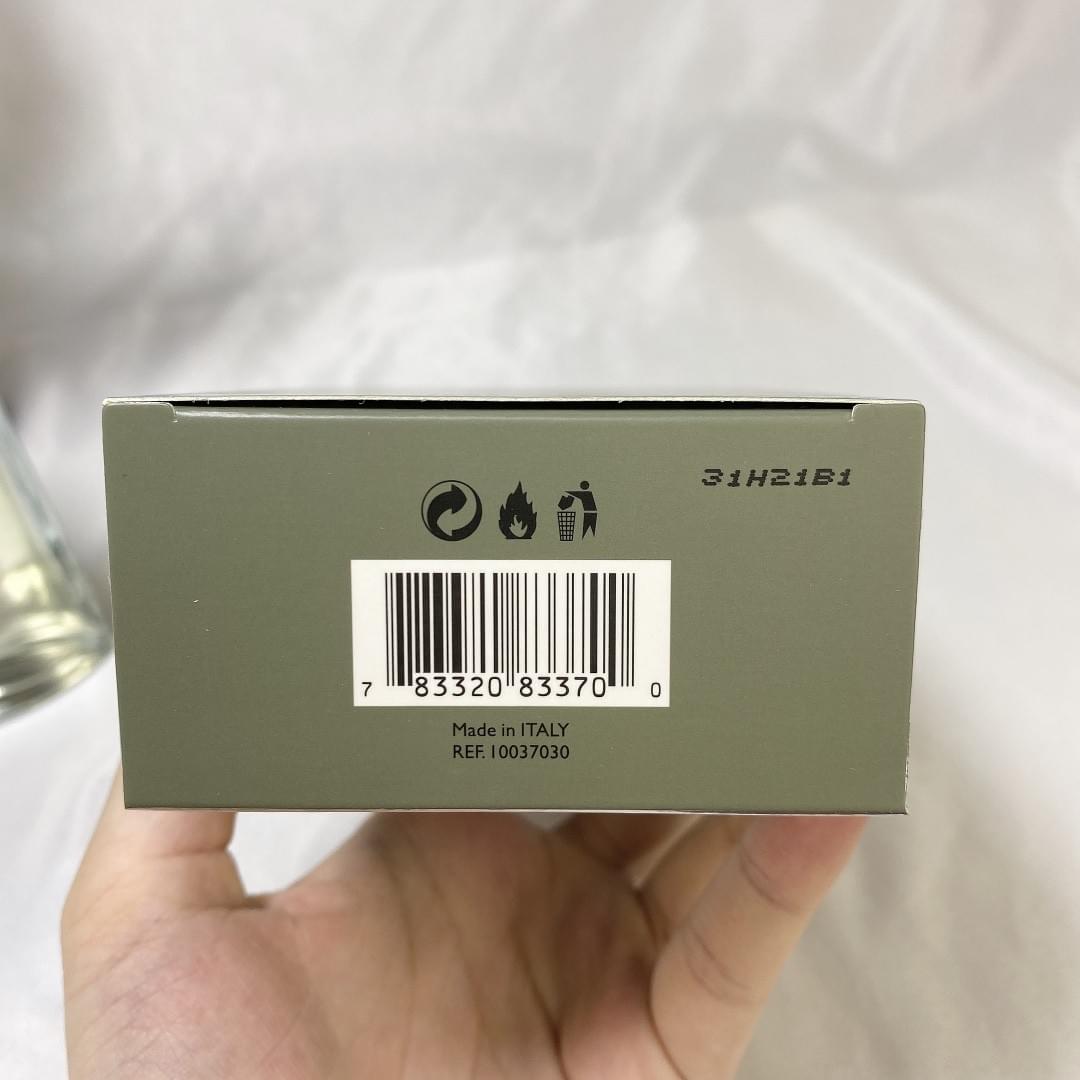 31H21B1
7 83320 83370 0
Made in ITALY
REF. 10037030